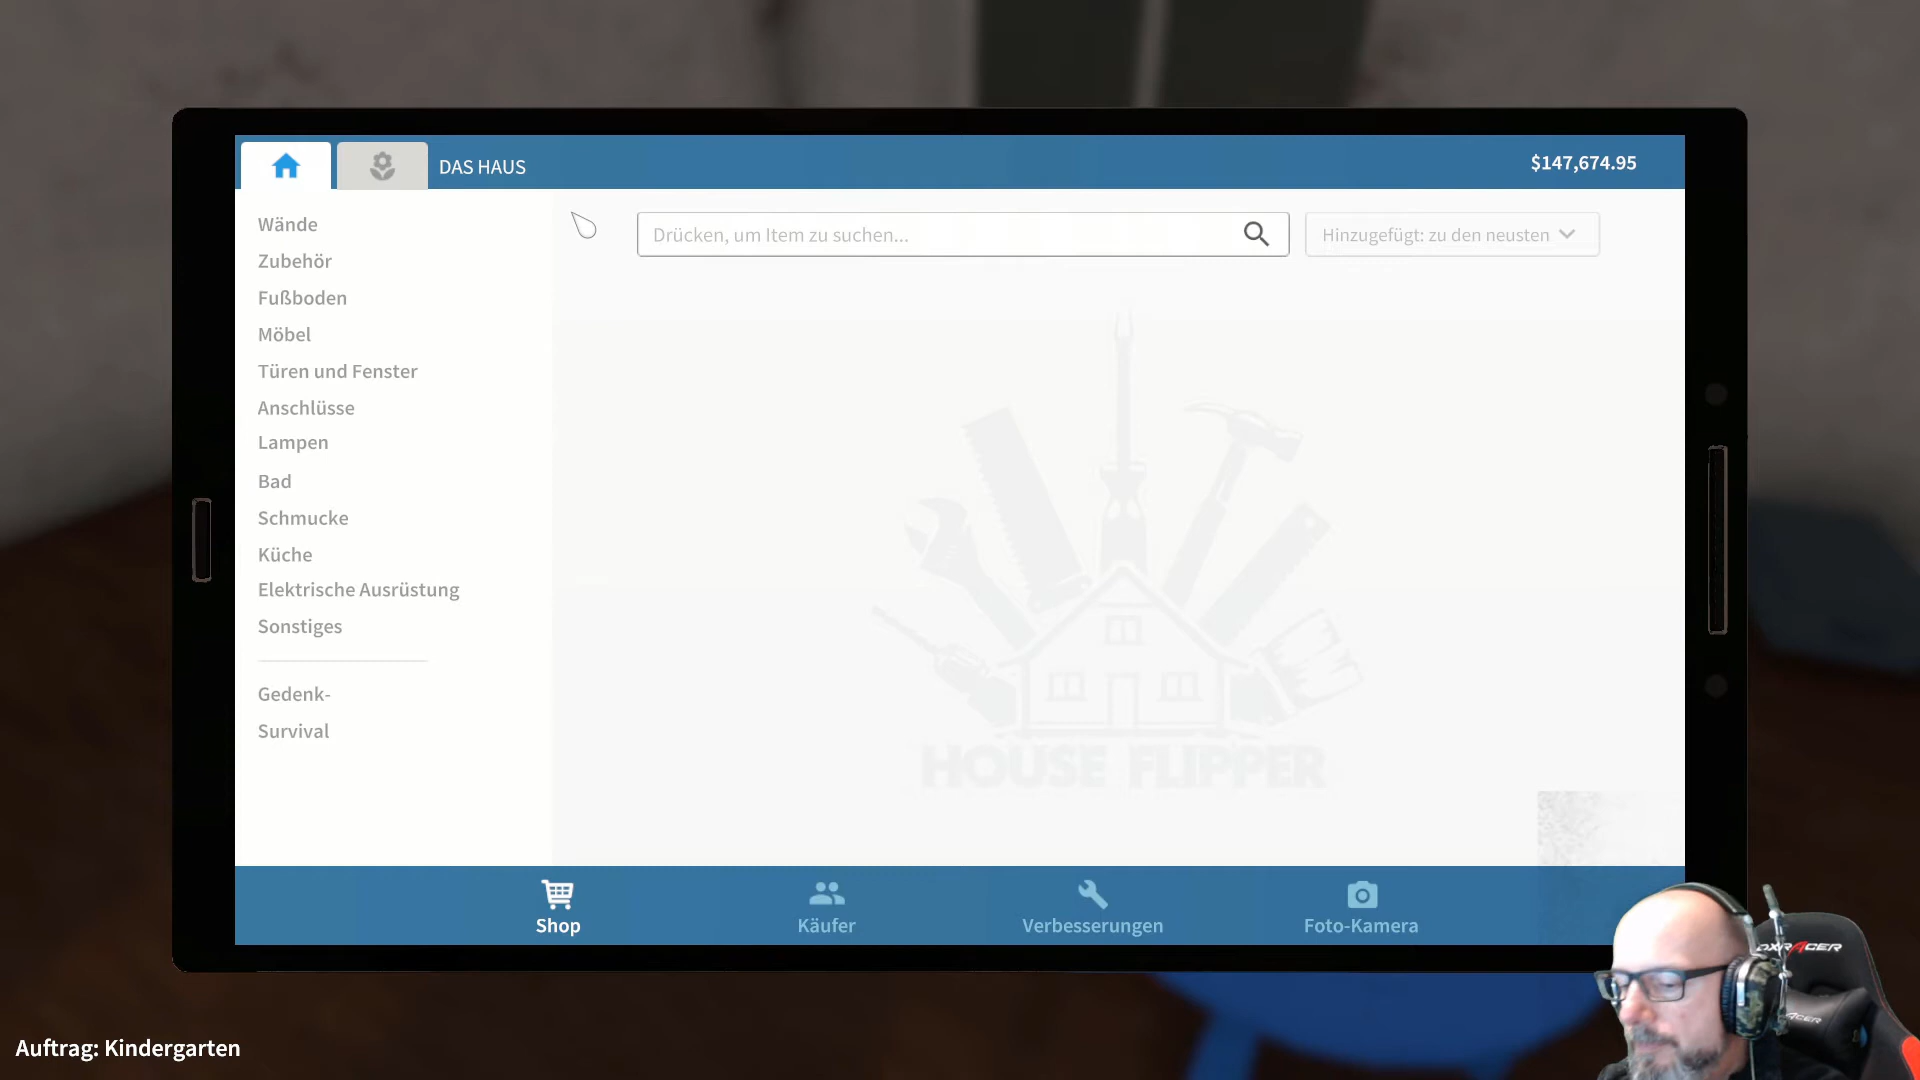 DAS HAUS
$147,674.95
Wände
Zubehör
Fußboden
Möbel
Türen und Fenster
Anschlüsse
Lampen
Bad
Schmucke
Küche
Elektrische Ausrüstung
Sonstiges
Gedenk-
Survival
Drücken, um Item zu suchen...
Hinzugefügt: zu den neusten
HOUSE FLIPPER
Shop
Käufer
Verbesserungen
Foto-Kamera
DXRACER
Auftrag: Kindergarten